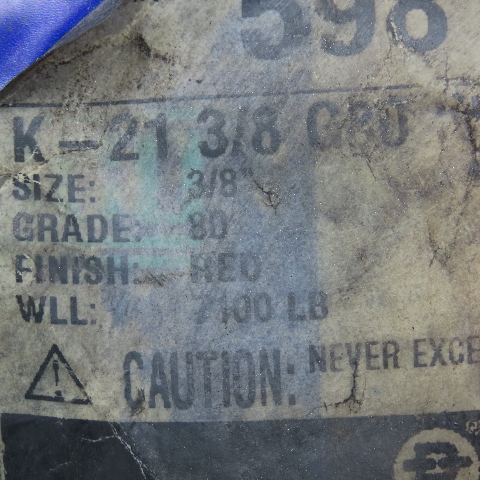 598
K-21 3/8 G80
SIZE: 3/8"
GRADE: 80
FINISH: RED
WLL: 7100 LB
CAUTION: NEVER EXCE